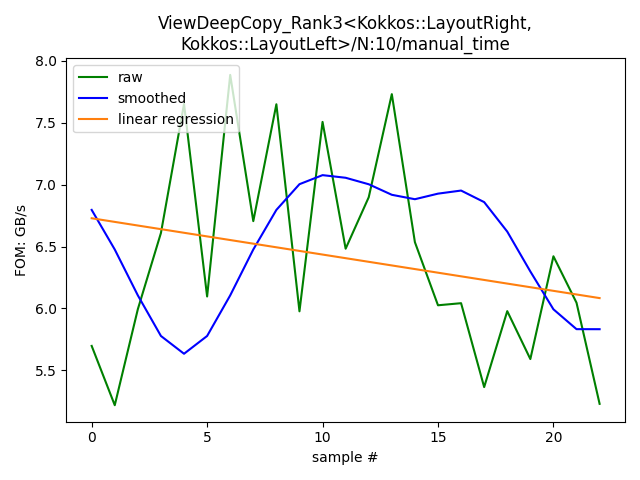 ViewDeepCopy_Rank3<Kokkos::LayoutRight,
Kokkos::LayoutLeft>/N:10/manual_time
raw
smoothed
linear regression
FOM: GB/s
8.0
7.5
7.0
6.5
6.0
5.5
0
5
10
15
20
sample #